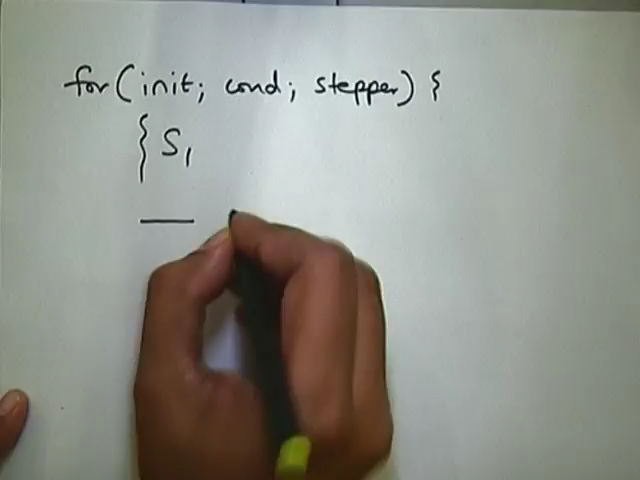 for(init; cond; stepper) {
{ S1